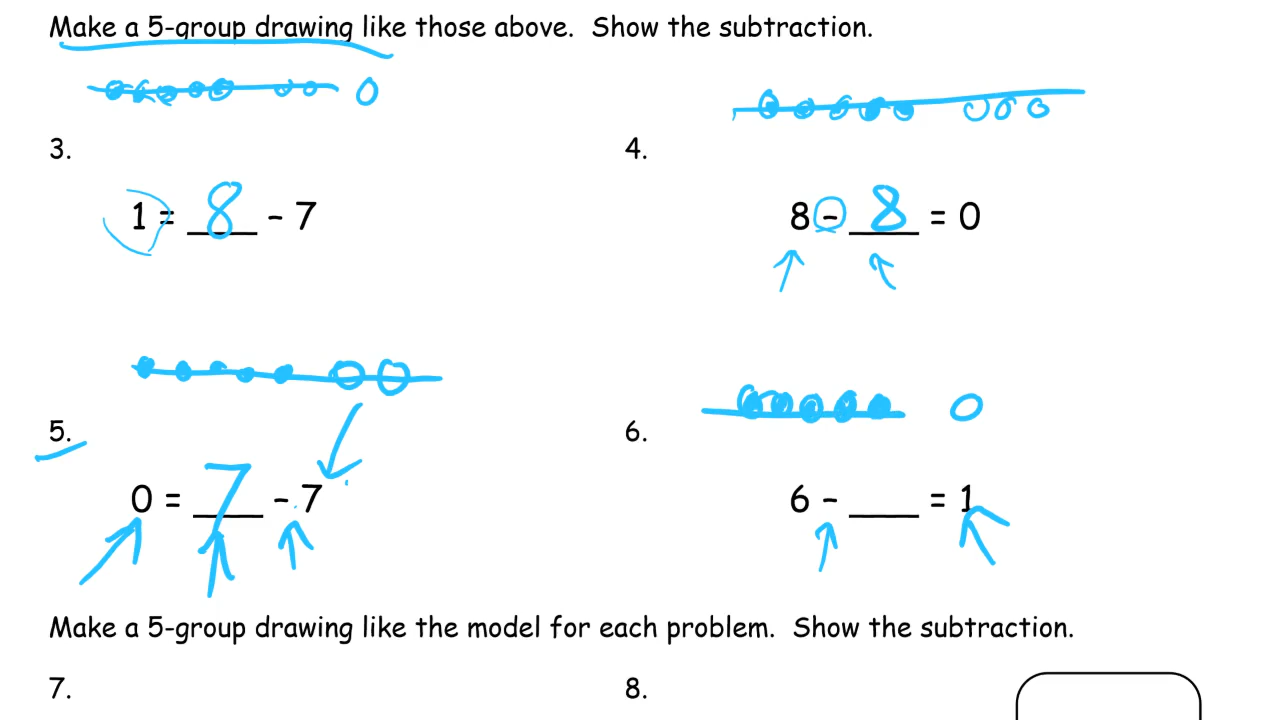 Make a 5-group drawing like those above. Show the subtraction.
3.
4.
1 = 8 - 7
8 - 8 = 0
5.
6.
0 = 7 - 7
6 - ___ = 1
Make a 5-group drawing like the model for each problem. Show the subtraction.
7.
8.